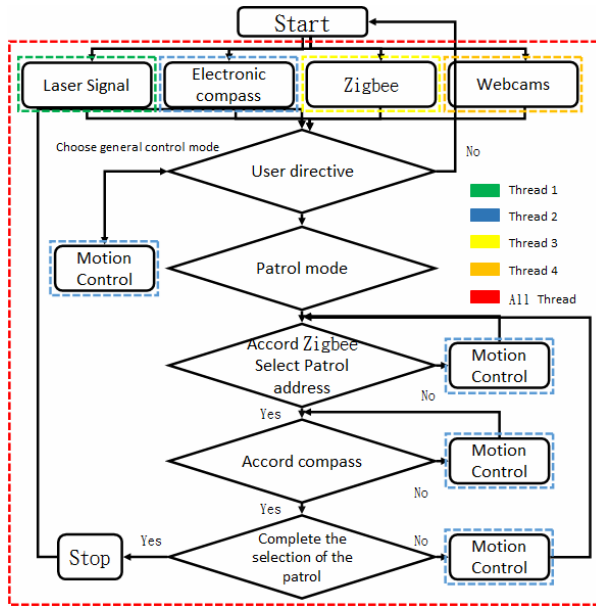 Start
Laser Signal
Electronic
compass
Zigbee
Webcams
Choose general control mode
No
User directive
Thread 1
Thread 2
Thread 3
Thread 4
All Thread
Motion
Control
Patrol mode
Accord Zigbee
Select Patrol
address
Motion
Control
No
Yes
Accord compass
Motion
Control
No
Yes
Complete the
selection of the
patrol
Yes
No
Stop
Motion
Control